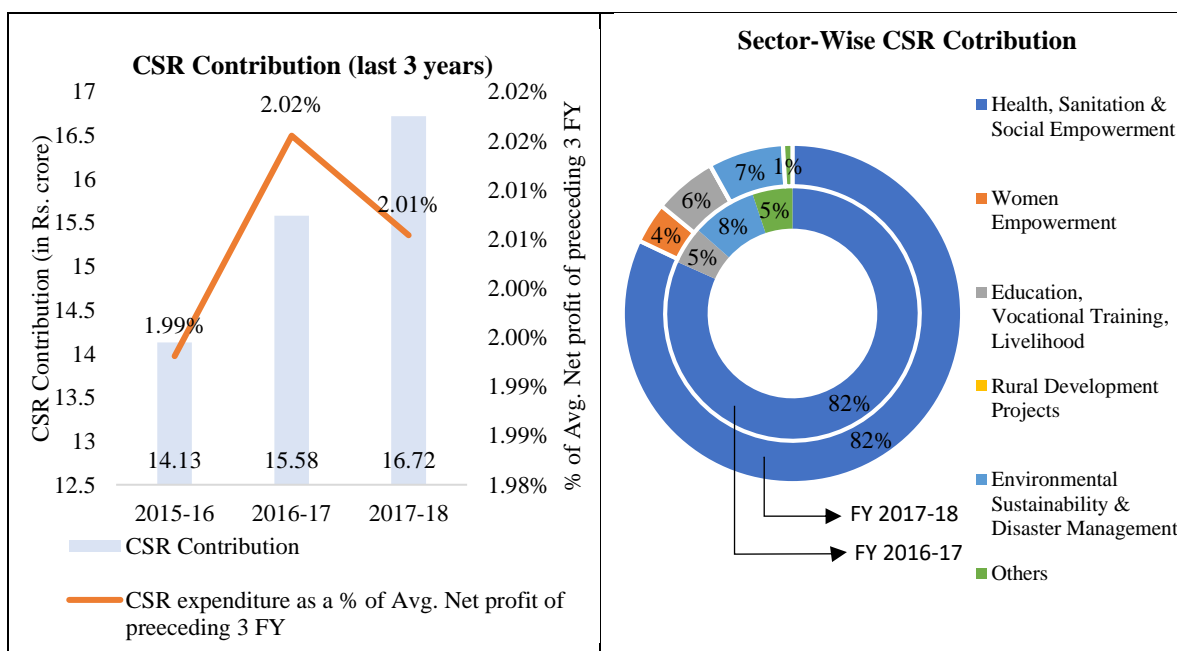 CSR Contribution (last 3 years)
CSR Contribution (in Rs. crore)
17
16.5
16
15.5
15
14.5
14
13.5
13
12.5
1.99%
2.02%
2.01%
14.13
15.58
16.72
2015-16
2016-17
2017-18
2.02%
2.02%
2.01%
2.01%
2.00%
2.00%
1.99%
1.99%
1.98%
% of Avg. Net profit of preceding 3 FY
CSR Contribution
CSR expenditure as a % of Avg. Net profit of
preeceding 3 FY
Sector-Wise CSR Cotribution
7%
1%
6%
4%
8%
5%
5%
82%
82%
FY 2017-18
FY 2016-17
Health, Sanitation &
Social Empowerment
Women
Empowerment
Education,
Vocational Training,
Livelihood
Rural Development
Projects
Environmental
Sustainability &
Disaster Management
Others